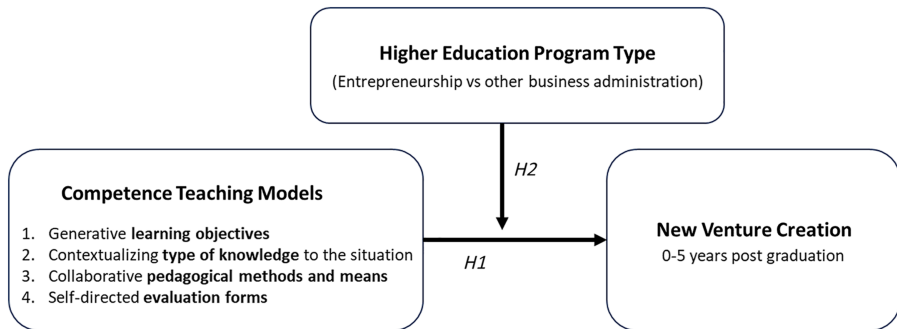 Higher Education Program Type
(Entrepreneurship vs other business administration)
H2
Competence Teaching Models
1. Generative learning objectives
2. Contextualizing type of knowledge to the situation
3. Collaborative pedagogical methods and means
4. Self-directed evaluation forms
H1
New Venture Creation
0-5 years post graduation